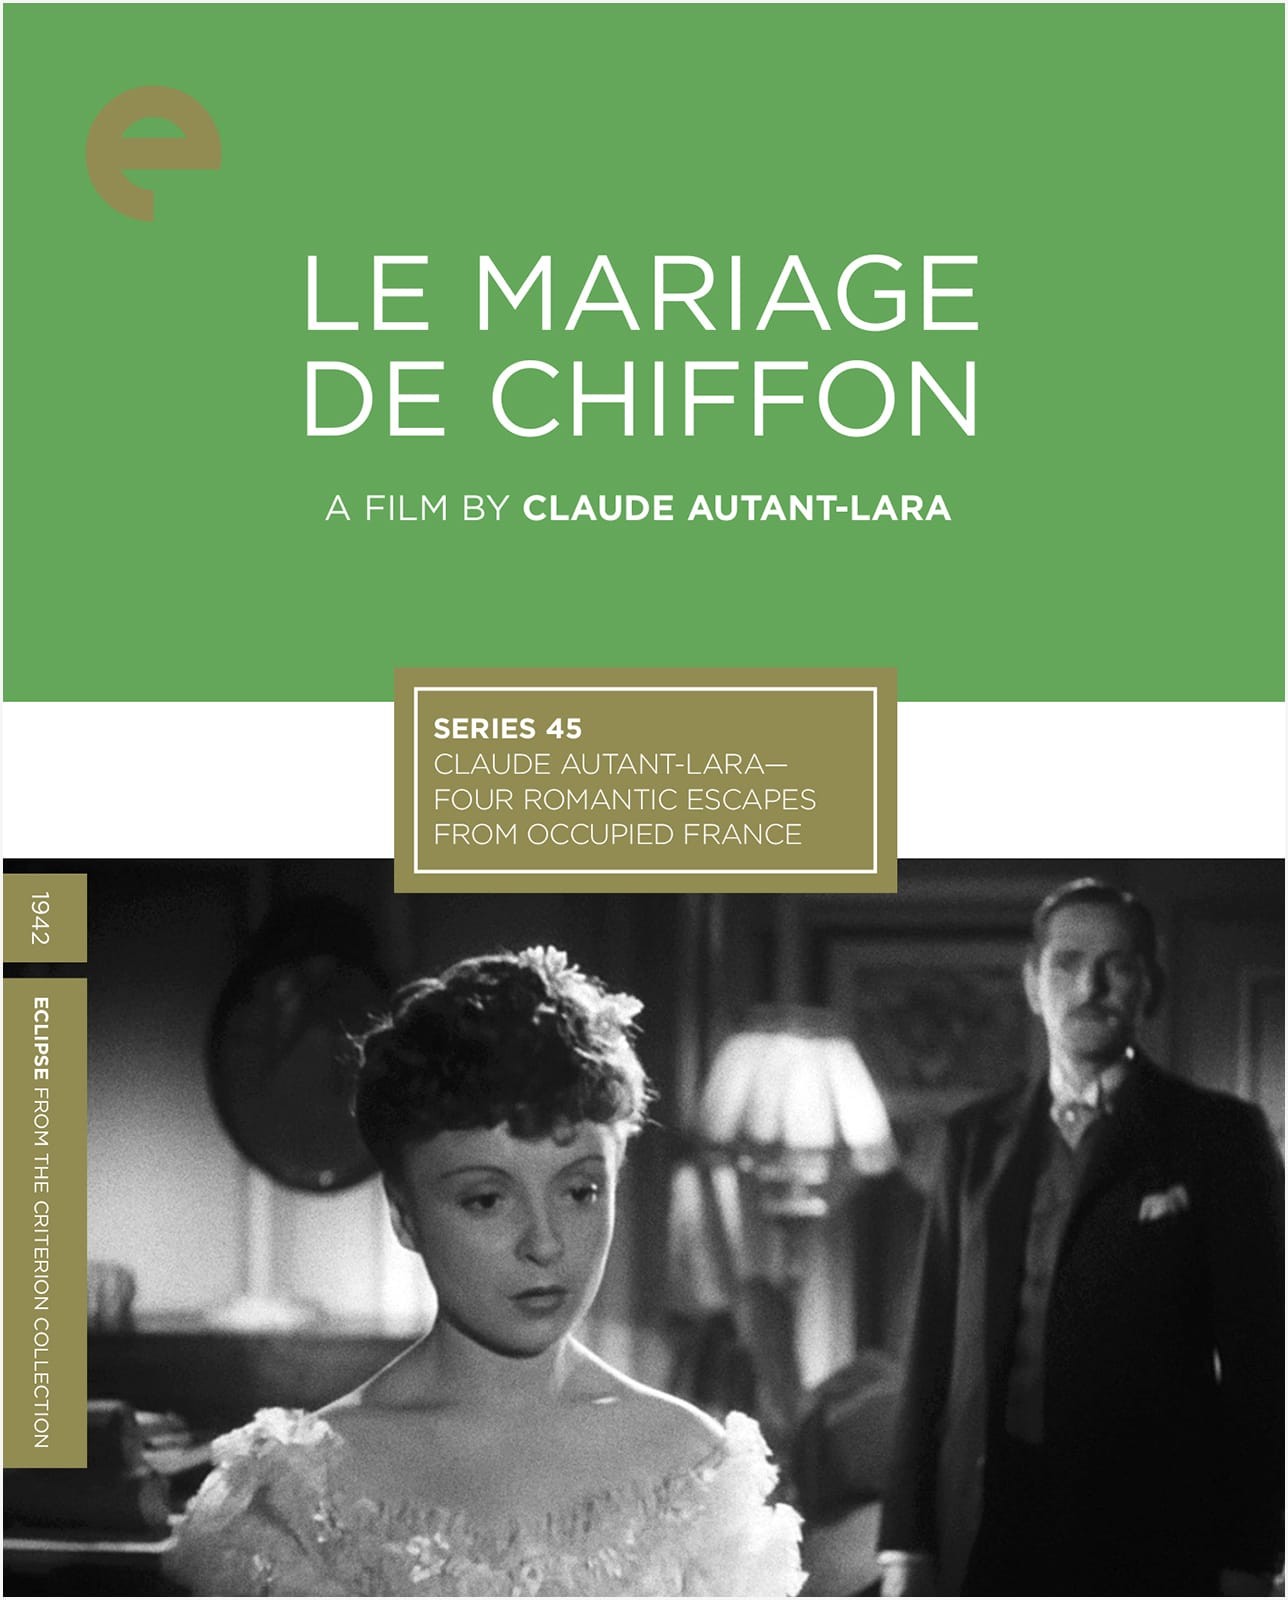 e
LE MARIAGE
DE CHIFFON
A FILM BY CLAUDE AUTANT-LARA
SERIES 45
CLAUDE AUTANT-LARA—
FOUR ROMANTIC ESCAPES
FROM OCCUPIED FRANCE
1942
ECLIPSE FROM THE CRITERION COLLECTION